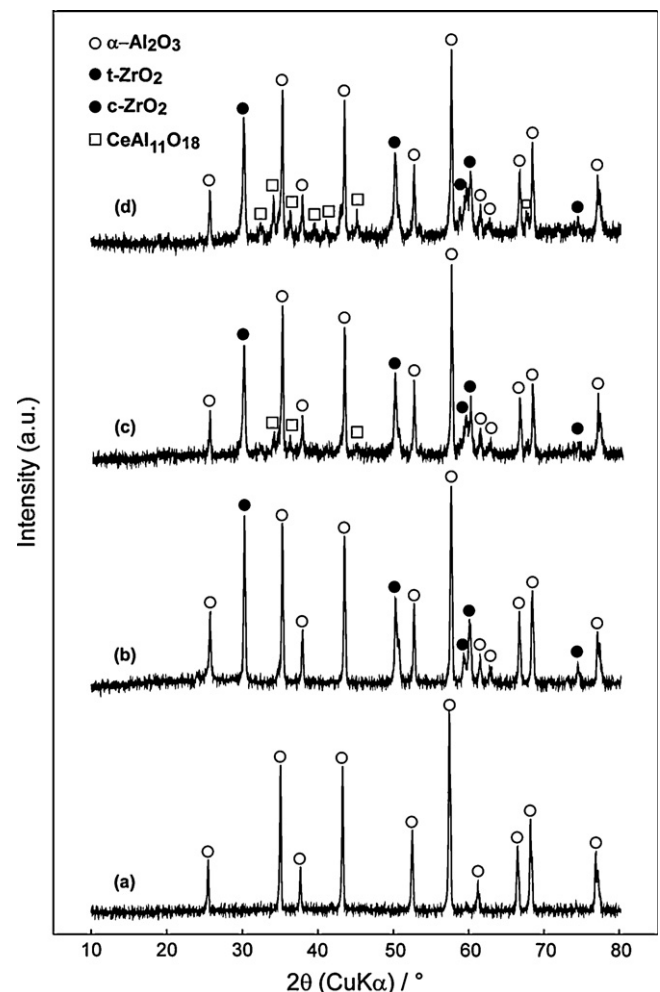 α–Al₂O₃
t-ZrO₂
c-ZrO₂
CeAl₁₁O₁₈
(d)
(c)
(b)
(a)
Intensity (a.u.)
10 20 30 40 50 60 70 80
2θ (CuKα) / °